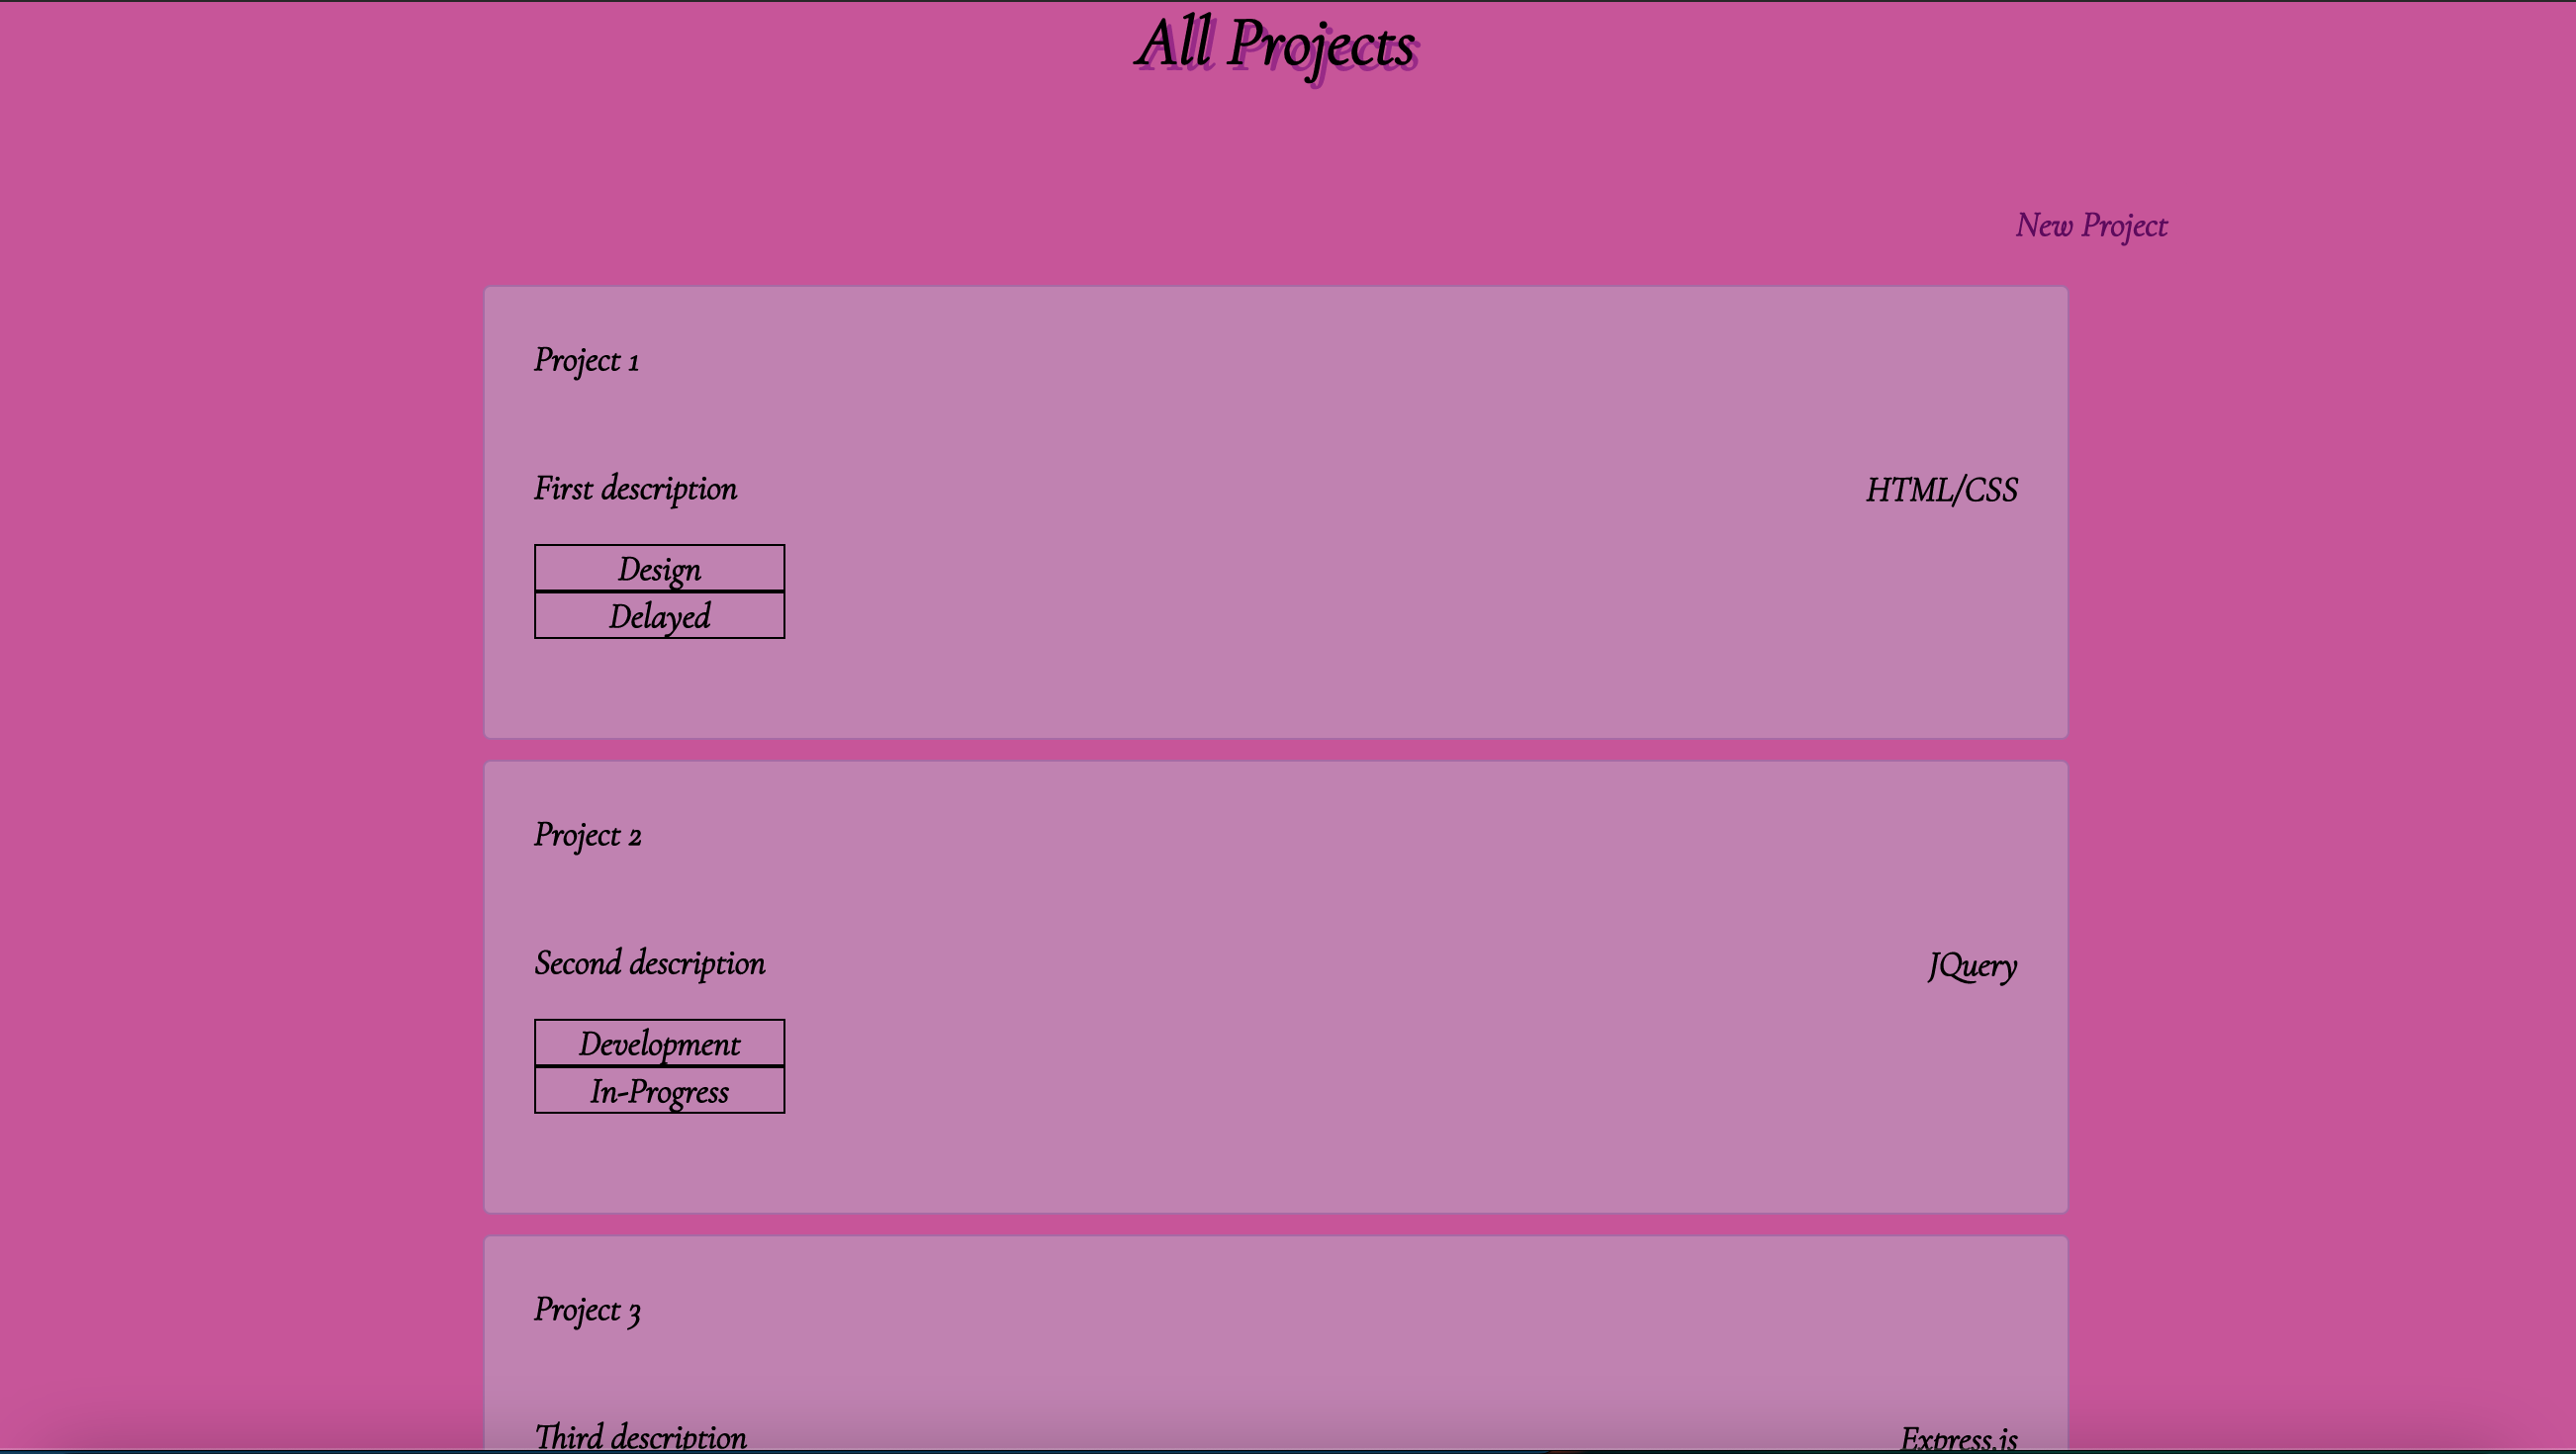 All Projects
New Project
Project 1
First description
HTML/CSS
Design
Delayed
Project 2
Second description
JQuery
Development
In-Progress
Project 3
Third description
Express.js